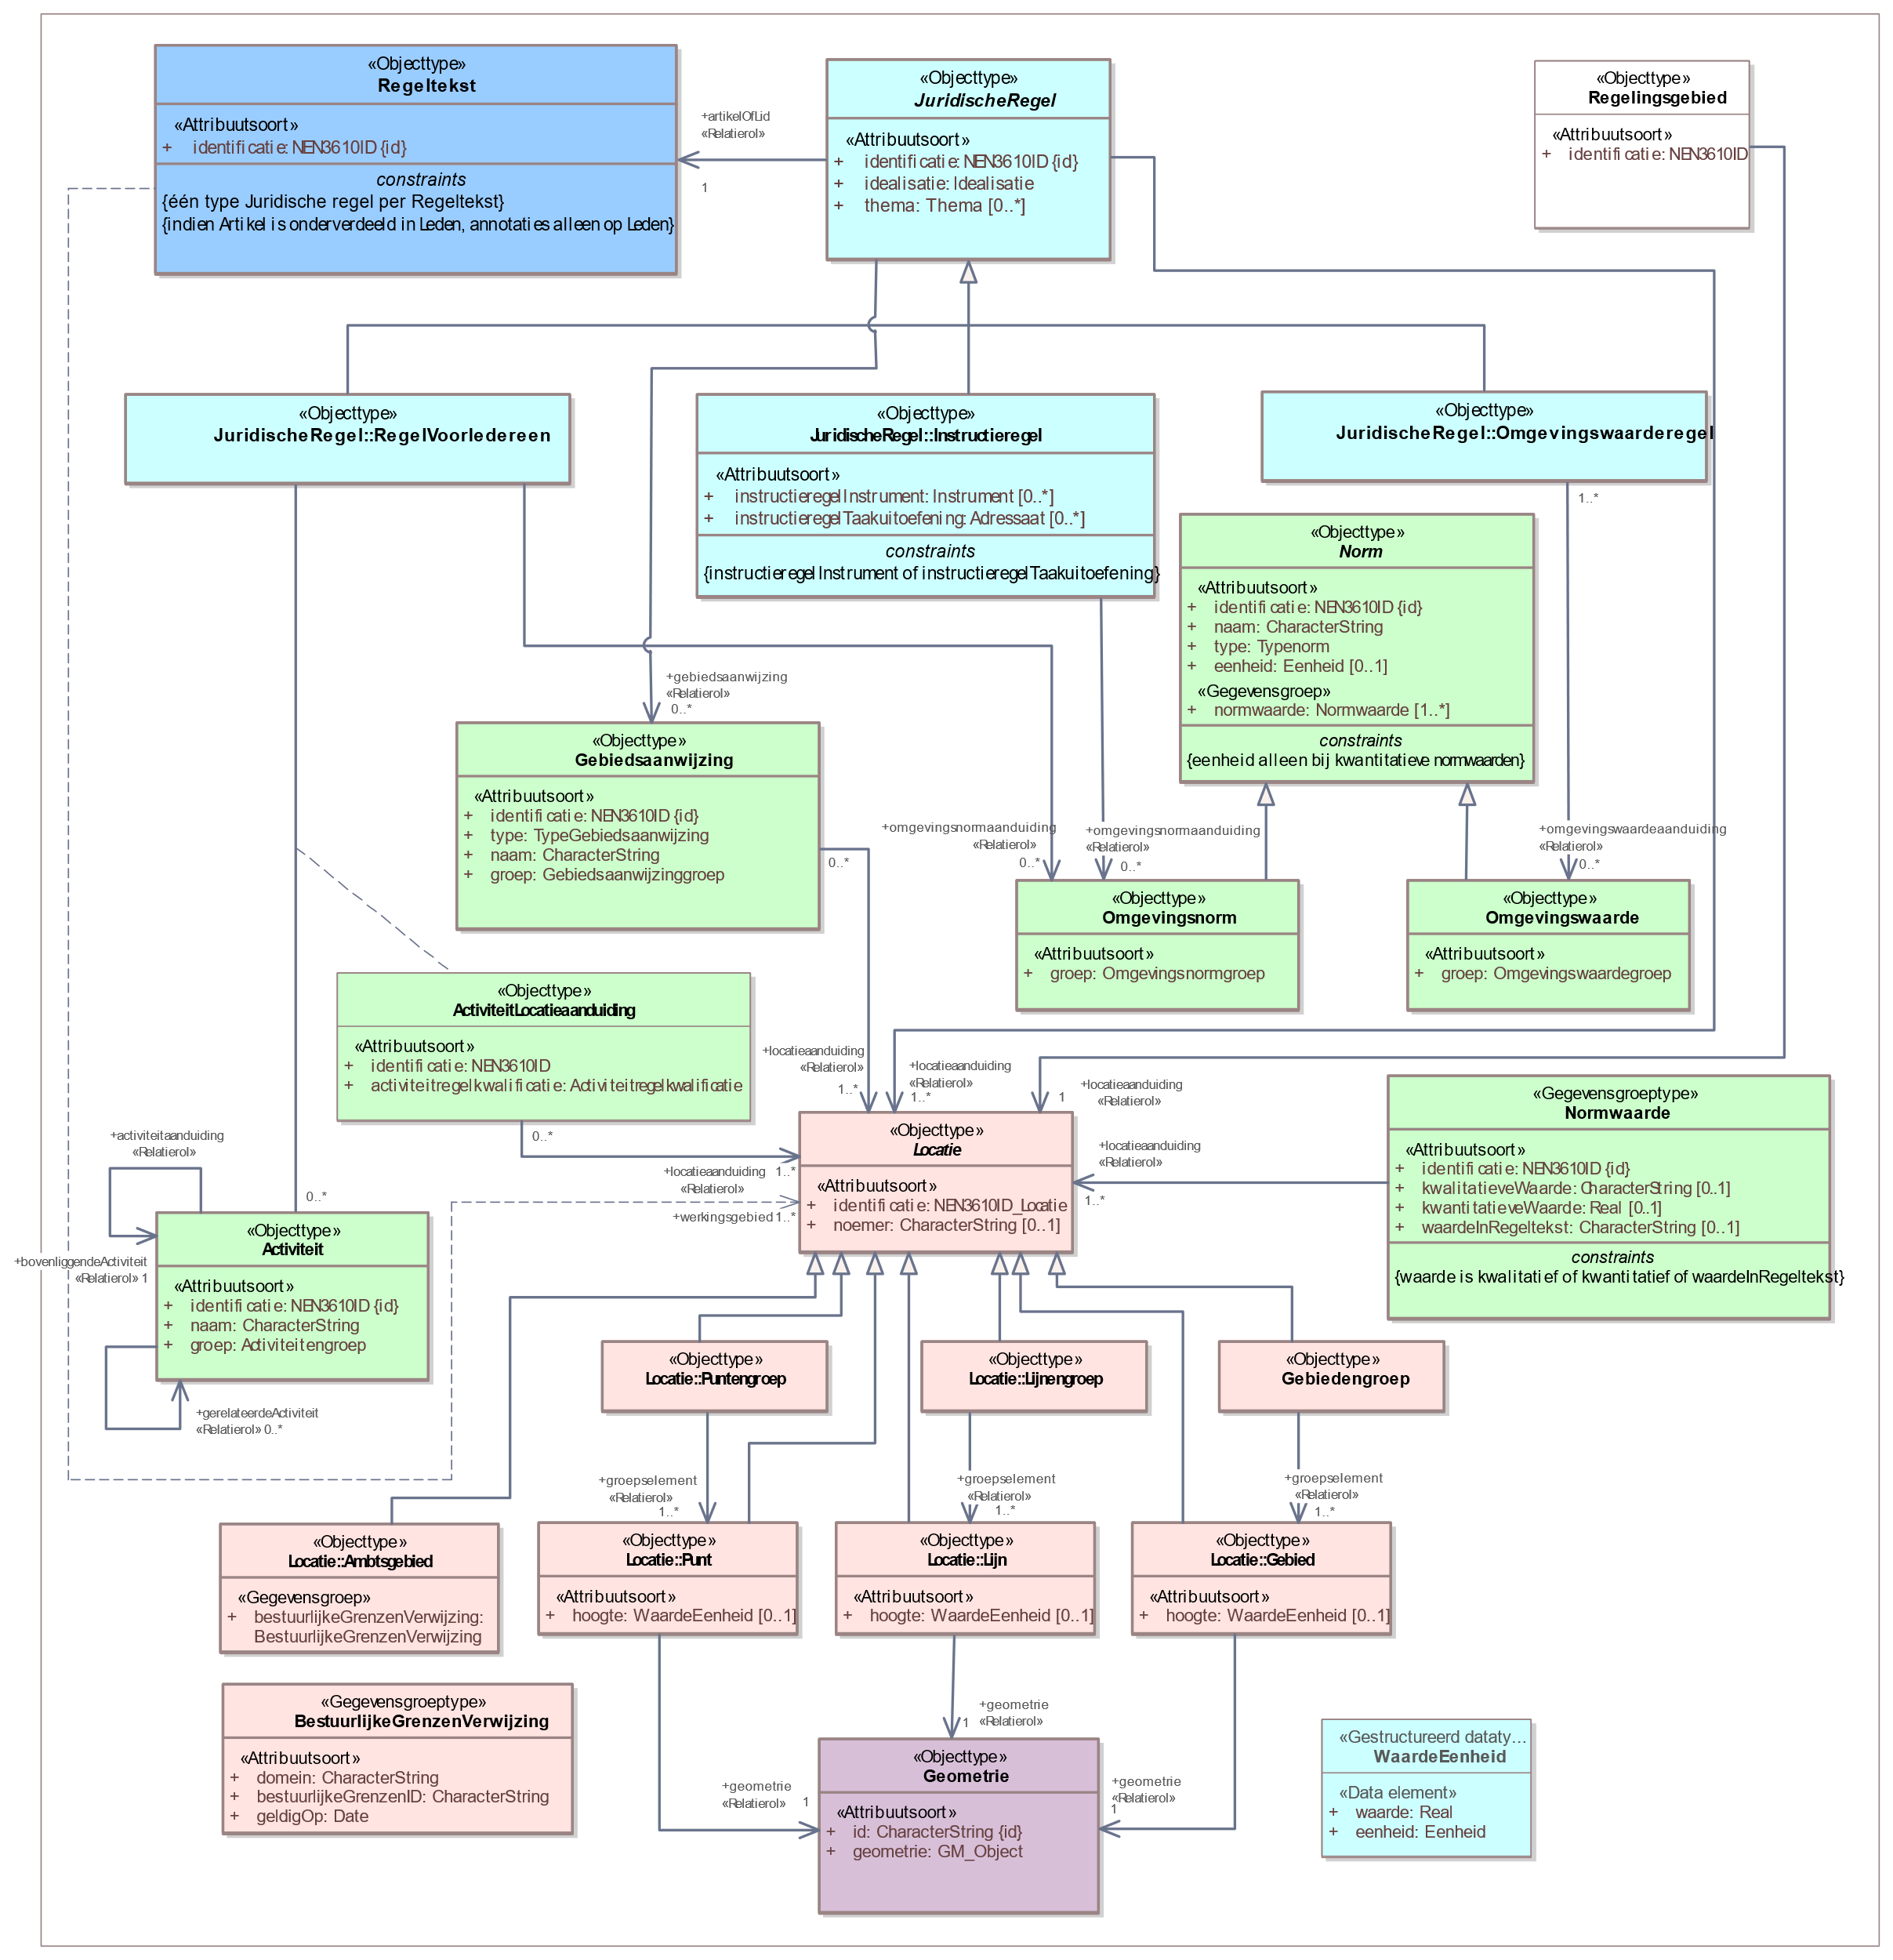 «Objecttype»
Regeltekst
«Attribuutsoort»
+ identificatie: NEN3610ID {id}
constraints
{één type Juridische regel per Regeltekst}
{indien Artikel is onderverdeeld in Leden, annotaties alleen op Leden}
+artikelOfLid
«Relatierol»
1
«Objecttype»
JuridischeRegel
«Attribuutsoort»
+ identificatie: NEN3610ID {id}
+ idealisatie: Idealisatie
+ thema: Thema [0..*]
«Objecttype»
Regelingsgebied
«Attribuutsoort»
+ identificatie: NEN3610ID
«Objecttype»
JuridischeRegel::RegelVoorIedereen
«Objecttype»
JuridischeRegel::Instructieregel
«Attribuutsoort»
+ instructieregelInstrument: Instrument [0..*]
+ instructieregelTaakuitoefening: Adressaat [0..*]
constraints
{instructieregelInstrument of instructieregelTaakuitoefening}
«Objecttype»
JuridischeRegel::Omgevingswaarderegel
1..*
«Objecttype»
Norm
«Attribuutsoort»
+ identificatie: NEN3610ID {id}
+ naam: CharacterString
+ type: Typenorm
+ eenheid: Eenheid [0..1]
«Gegevensgroep»
+ normwaarde: Normwaarde [1..*]
constraints
{eenheid alleen bij kwantitatieve normwaarden}
+gebiedsaanwijzing
«Relatierol»
0..*
«Objecttype»
Gebiedsaanwijzing
«Attribuutsoort»
+ identificatie: NEN3610ID {id}
+ type: TypeGebiedsaanwijzing
+ naam: CharacterString
+ groep: Gebiedsaanwijzinggroep
0..*
+omgevingsnormaanduiding
«Relatierol»
0..*
+omgevingsnormaanduiding
«Relatierol»
0..*
+omgevingswaardeaanduiding
«Relatierol»
0..*
«Objecttype»
Omgevingsnorm
«Attribuutsoort»
+ groep: Omgevingsnormgroep
«Objecttype»
Omgevingswaarde
«Attribuutsoort»
+ groep: Omgevingswaardegroep
«Objecttype»
ActiviteitLocatieaanduiding
«Attribuutsoort»
+ identificatie: NEN3610ID
+ activiteitregelkwalificatie: Activiteitregelkwalificatie
0..*
+locatieaanduiding
«Relatierol»
1..*
+locatieaanduiding
«Relatierol»
1..*
+locatieaanduiding
«Relatierol»
1
+locatieaanduiding
«Relatierol»
1..*
+locatieaanduiding
«Relatierol»
1..*
+werkingsgebied 1..*
«Objecttype»
Locatie
«Attribuutsoort»
+ identificatie: NEN3610ID_Locatie
+ noemer: CharacterString [0..1]
«Gegevensgroeptype»
Normwaarde
«Attribuutsoort»
+ identificatie: NEN3610ID {id}
+ kwalitatieveWaarde: CharacterString [0..1]
+ kwantitatieveWaarde: Real [0..1]
+ waardeInRegeltekst: CharacterString [0..1]
constraints
{waarde is kwalitatief of kwantitatief of waardeInRegeltekst}
+activiteitaanduiding
«Relatierol»
0..*
«Objecttype»
Activiteit
«Attribuutsoort»
+ identificatie: NEN3610ID {id}
+ naam: CharacterString
+ groep: Activiteitengroep
+bovenliggendeActiviteit
«Relatierol» 1
+gerelateerdeActiviteit
«Relatierol» 0..*
«Objecttype»
Locatie::Puntengroep
«Objecttype»
Locatie::Lijnengroep
«Objecttype»
Gebiedengroep
+groepselement
«Relatierol»
1..*
+groepselement
«Relatierol»
1..*
+groepselement
«Relatierol»
1..*
«Objecttype»
Locatie::Ambtsgebied
«Gegevensgroep»
+ bestuurlijkeGrenzenVerwijzing:
BestuurlijkeGrenzenVerwijzing
«Objecttype»
Locatie::Punt
«Attribuutsoort»
+ hoogte: WaardeEenheid [0..1]
«Objecttype»
Locatie::Lijn
«Attribuutsoort»
+ hoogte: WaardeEenheid [0..1]
«Objecttype»
Locatie::Gebied
«Attribuutsoort»
+ hoogte: WaardeEenheid [0..1]
«Gegevensgroeptype»
BestuurlijkeGrenzenVerwijzing
«Attribuutsoort»
+ domein: CharacterString
+ bestuurlijkeGrenzenID: CharacterString
+ geldigOp: Date
+geometrie
«Relatierol»
1
+geometrie
«Relatierol»
1
+geometrie
«Relatierol»
1
«Objecttype»
Geometrie
«Attribuutsoort»
+ id: CharacterString {id}
+ geometrie: GM_Object
«Gestructureerd dataty...
WaardeEenheid
«Data element»
+ waarde: Real
+ eenheid: Eenheid